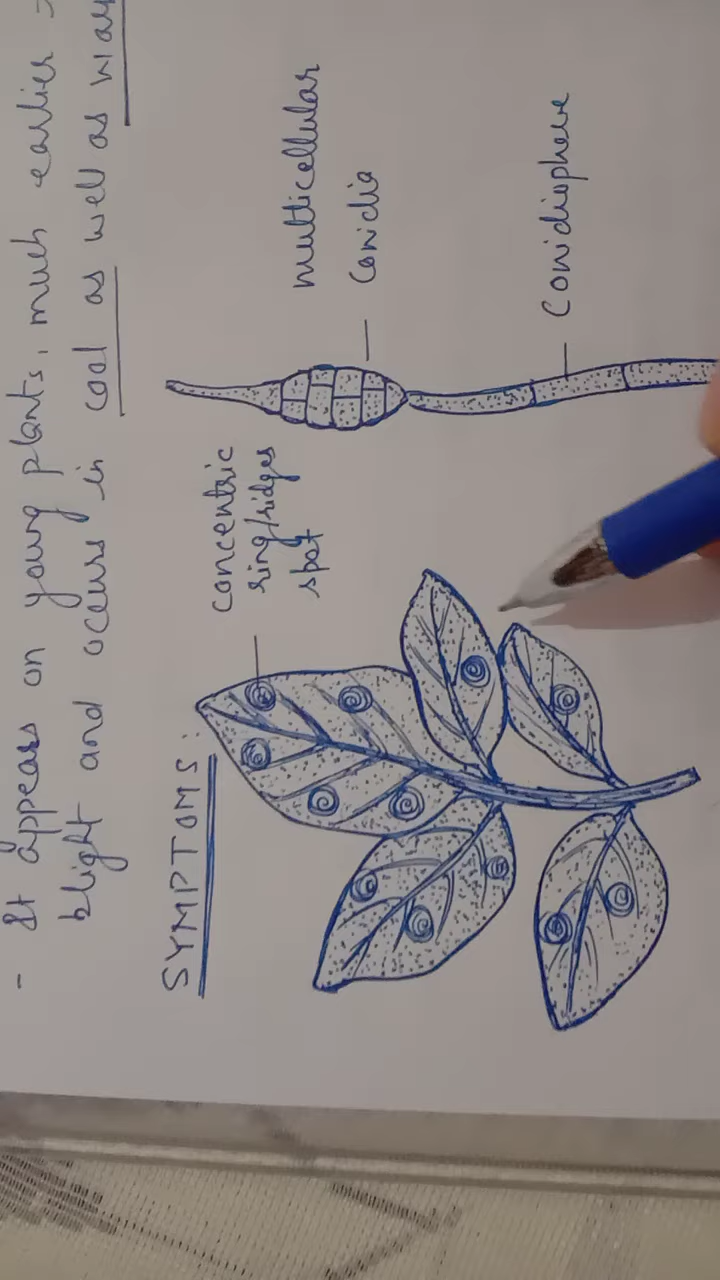 - It appears on young plants, much earlier -
blight and occurs in cool as well as war
SYMPTOMS:
concentric
ring/ridges
spot
multicellular
Conidia
Conidiophore